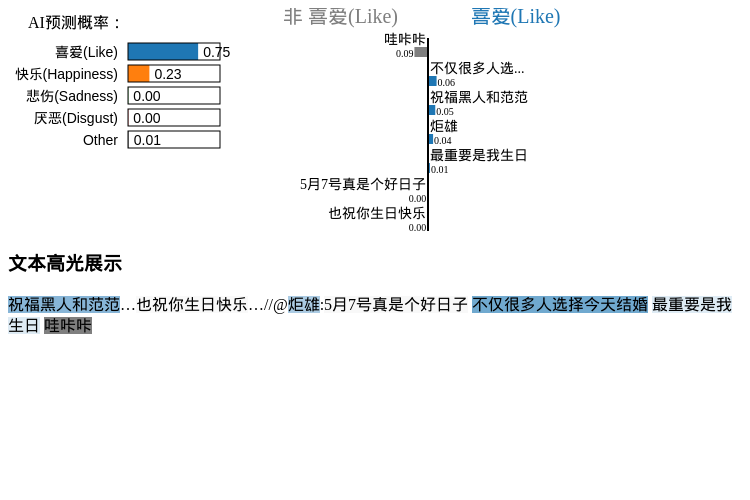 AI预测概率：
喜爱(Like) 0.75
快乐(Happiness) 0.23
悲伤(Sadness) 0.00
厌恶(Disgust) 0.00
Other 0.01
非 喜爱(Like) 喜爱(Like)
哇咔咔
0.09
不仅很多人选...
0.06
祝福黑人和范范
0.05
炬雄
0.04
最重要是我生日
0.01
5月7号真是个好日子
0.00
也祝你生日快乐
0.00
文本高光展示
祝福黑人和范范…也祝你生日快乐…//@炬雄:5月7号真是个好日子 不仅很多人选择今天结婚 最重要是我
生日 哇咔咔